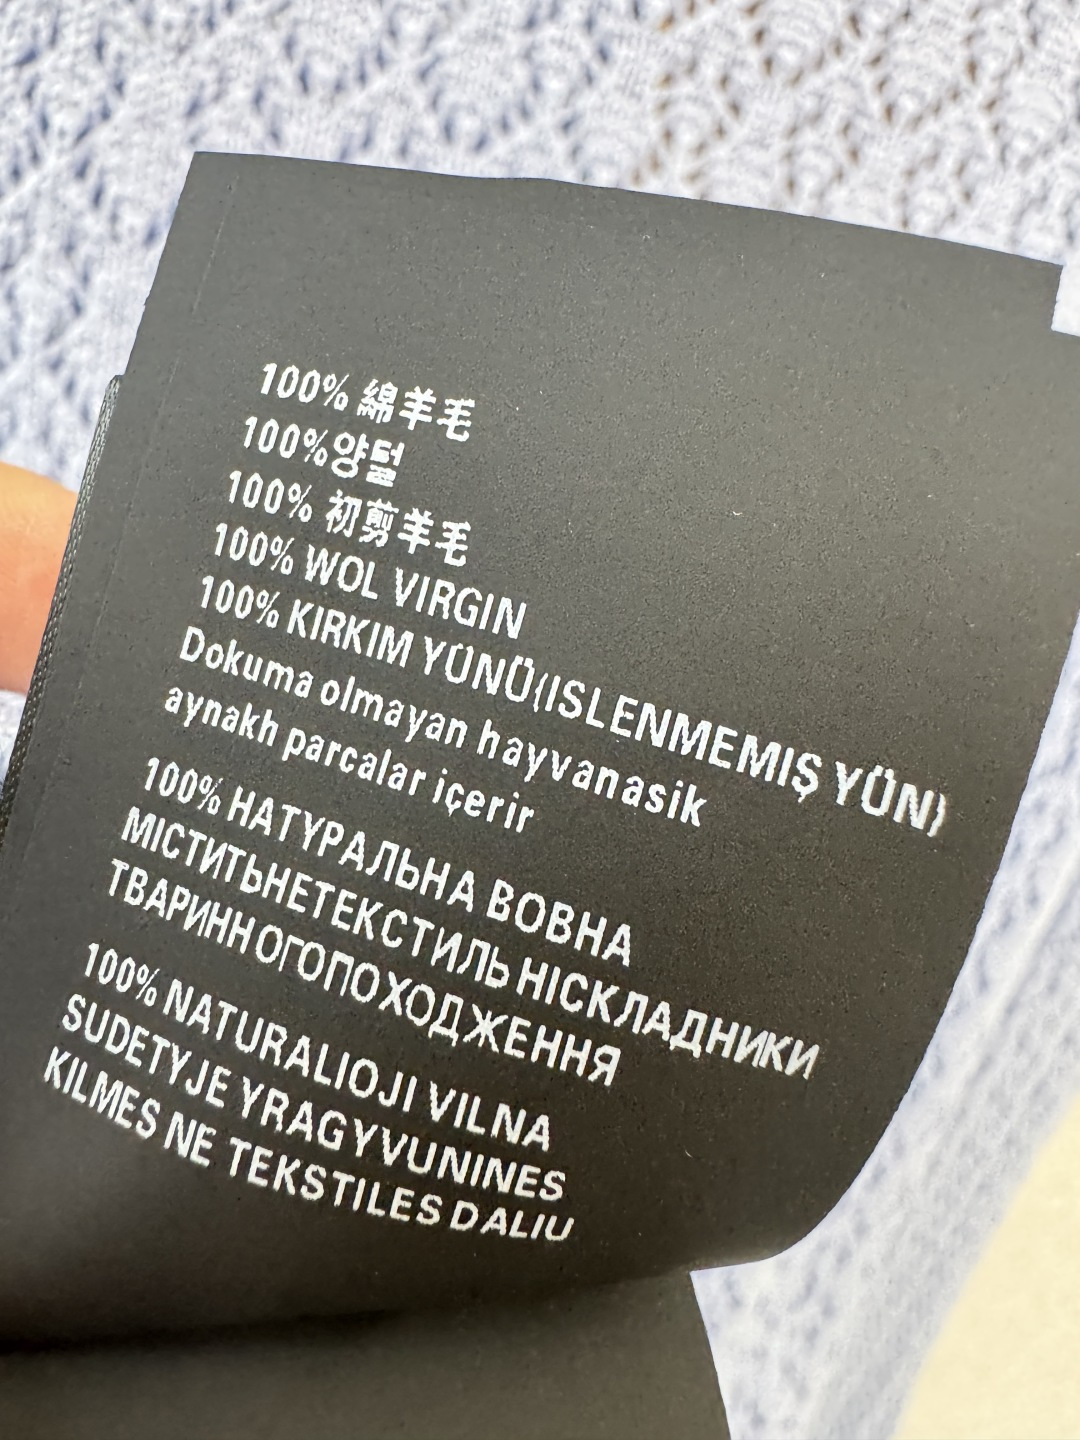 100% 綿羊毛
100%양털
100% 初剪羊毛
100% WOL VIRGIN
100% KIRKIM YÜNÜ(ISLENMEMIŞ YÜN)
Dokuma olmayan hayvanasik
aynakh parcalar içerir
100% НАТУРАЛЬНА ВОВНА
МІСТИТЬНЕТЕКСТИЛЬ НІСКЛАДНИКИ
ТВАРИНН ОГОПОХОДЖЕННЯ
100% NATURALIOJI VILNA
SUDETYJE YRAGYVUNINES
KILMES NE TEKSTILES DALIU